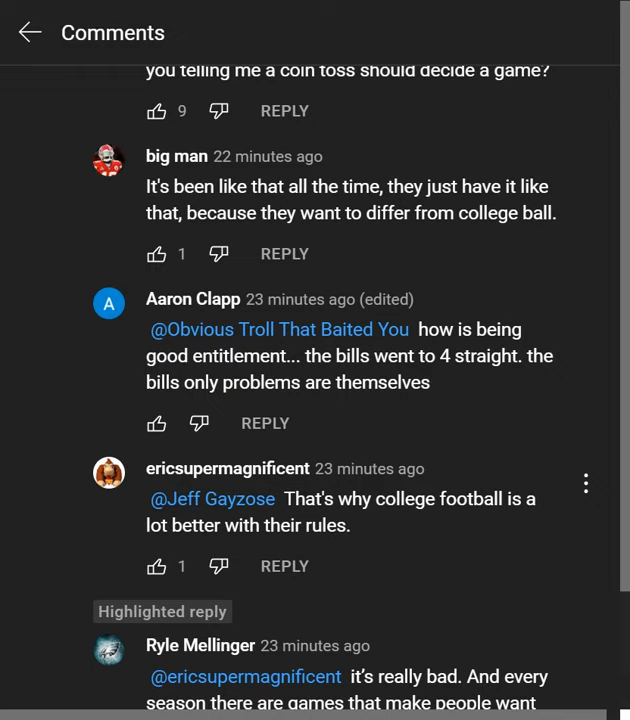 Comments
you telling me a coin toss should decide a game?
9 REPLY
big man 22 minutes ago
It's been like that all the time, they just have it like
that, because they want to differ from college ball.
1 REPLY
A
Aaron Clapp 23 minutes ago (edited)
@Obvious Troll That Baited You how is being
good entitlement... the bills went to 4 straight. the
bills only problems are themselves
REPLY
ericsupermagnificent 23 minutes ago
@Jeff Gayzose That's why college football is a
lot better with their rules.
1 REPLY
Highlighted reply
Ryle Mellinger 23 minutes ago
@ericsupermagnificent it’s really bad. And every
season there are games that make people want